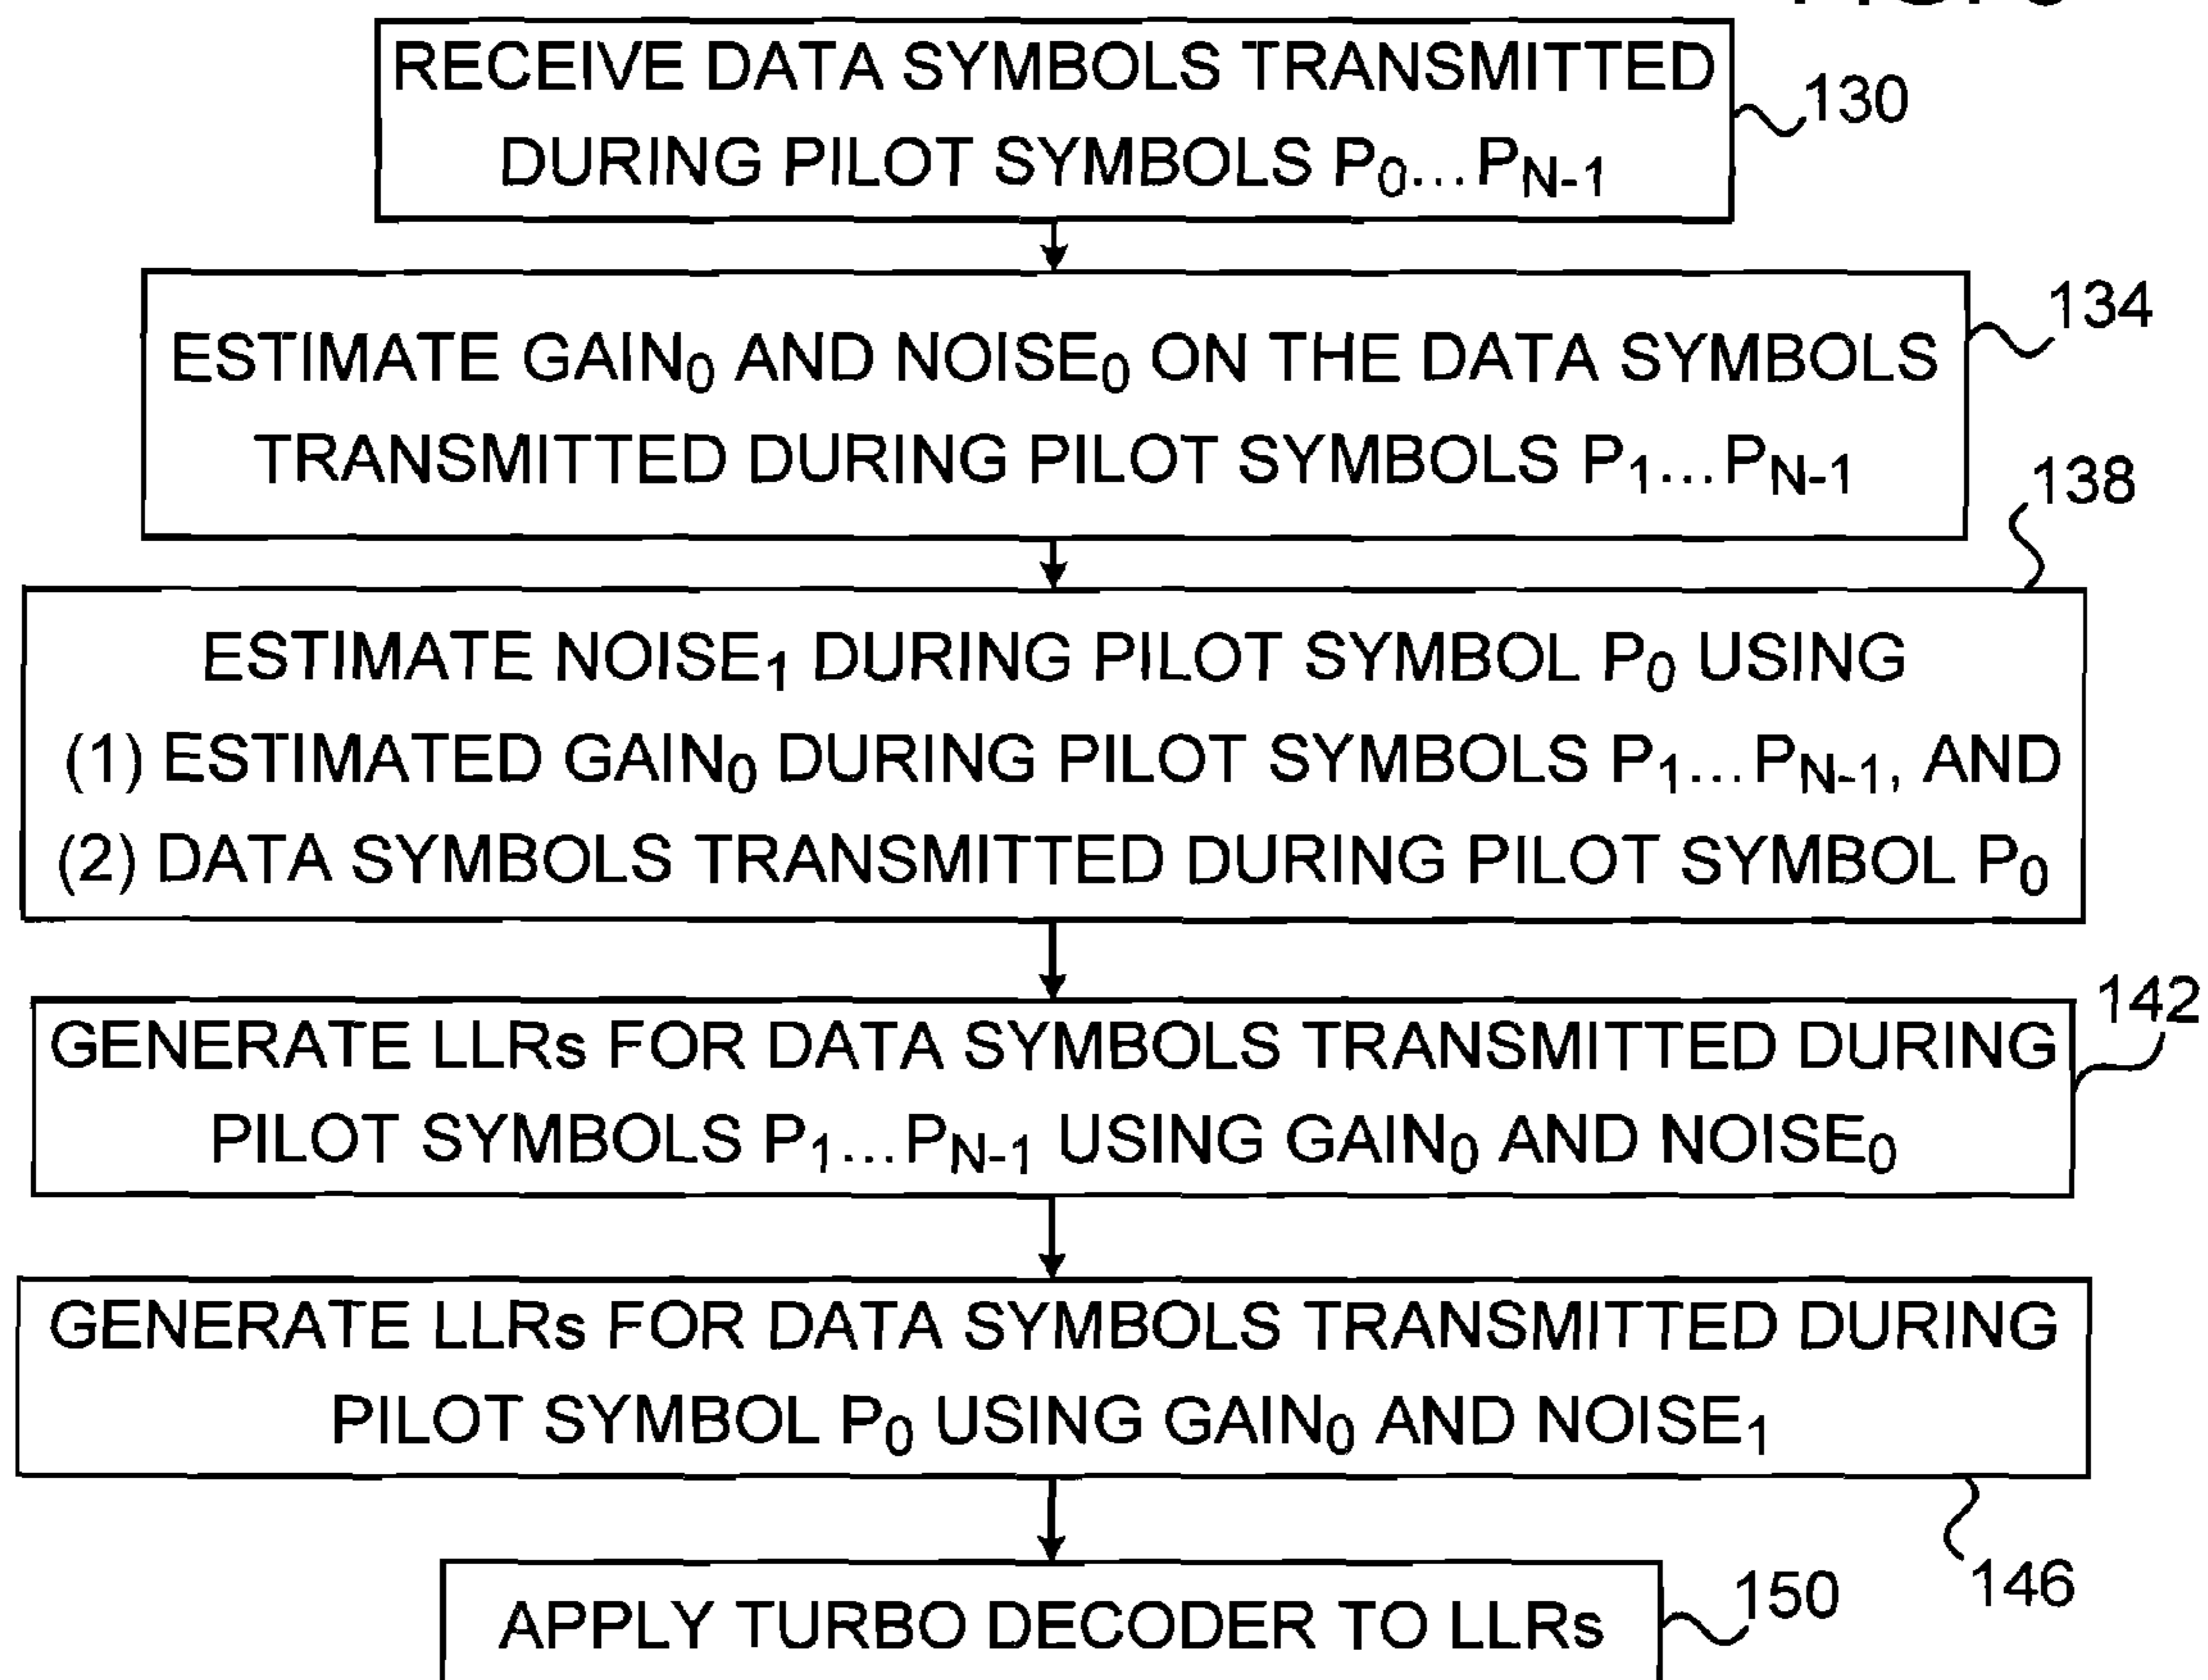 RECEIVE DATA SYMBOLS TRANSMITTED
DURING PILOT SYMBOLS P0...PN-1
130
ESTIMATE GAIN0 AND NOISE0 ON THE DATA SYMBOLS
TRANSMITTED DURING PILOT SYMBOLS P1...PN-1
134
138
ESTIMATE NOISE1 DURING PILOT SYMBOL P0 USING
(1) ESTIMATED GAIN0 DURING PILOT SYMBOLS P1...PN-1, AND
(2) DATA SYMBOLS TRANSMITTED DURING PILOT SYMBOL P0
142
GENERATE LLRs FOR DATA SYMBOLS TRANSMITTED DURING
PILOT SYMBOLS P1...PN-1 USING GAIN0 AND NOISE0
GENERATE LLRs FOR DATA SYMBOLS TRANSMITTED DURING
PILOT SYMBOL P0 USING GAIN0 AND NOISE1
146
APPLY TURBO DECODER TO LLRs
150